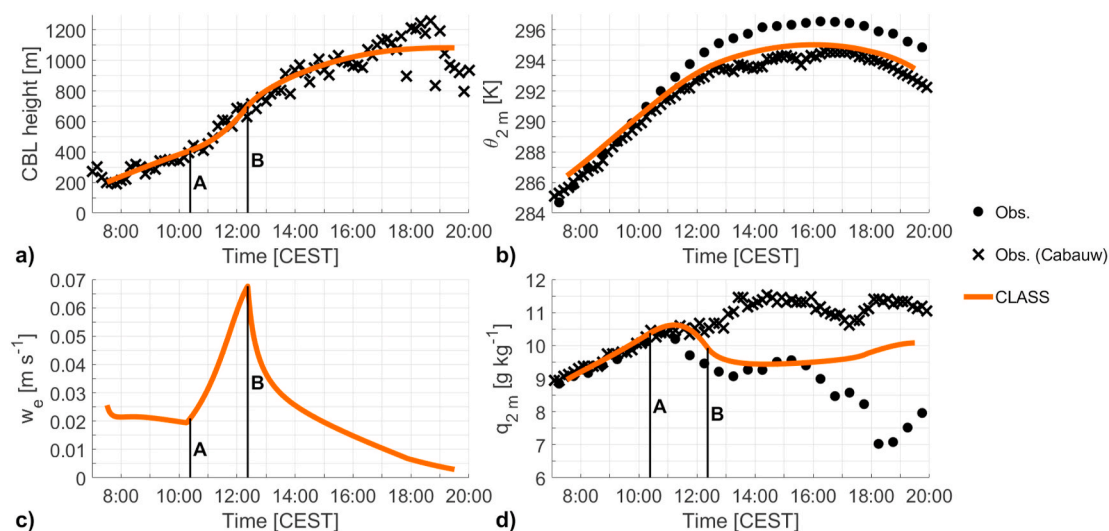 1200
1000
800
600
400
200
0
CBL height [m]
A
B
8:00 10:00 12:00 14:00 16:00 18:00 20:00
a) Time [CEST]
296
294
292
290
288
286
284
θ2 m [K]
8:00 10:00 12:00 14:00 16:00 18:00 20:00
b) Time [CEST]
Obs.
Obs. (Cabauw)
CLASS
0.07
0.06
0.05
0.04
0.03
0.02
0.01
0
we [m s-1]
A
B
8:00 10:00 12:00 14:00 16:00 18:00 20:00
c) Time [CEST]
12
11
10
9
8
7
6
q2 m [g kg-1]
A
B
8:00 10:00 12:00 14:00 16:00 18:00 20:00
d) Time [CEST]